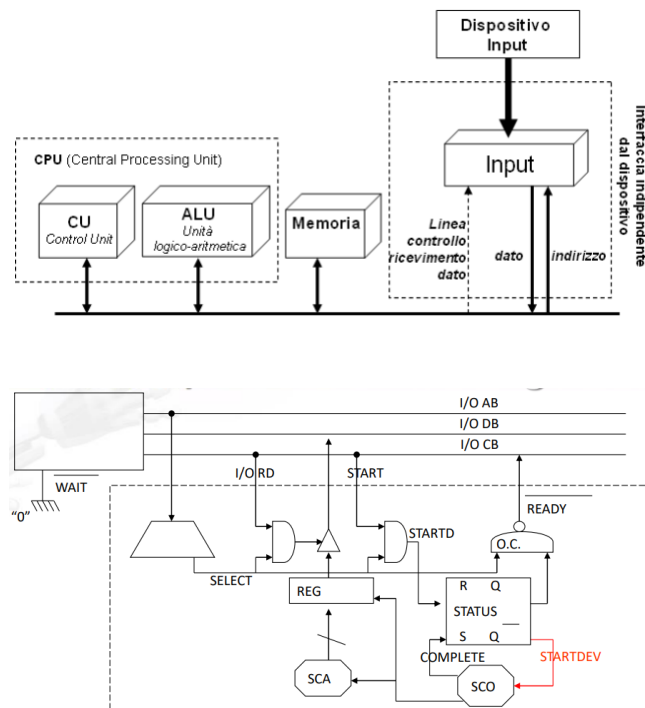 Dispositivo
Input
Interfaccia indipendente
dal dispositivo
CPU (Central Processing Unit)
Input
CU
Control Unit
ALU
Unità
logico-aritmetica
Memoria
Linea
controllo
ricevimento
dato
dato
indirizzo
I/O AB
I/O DB
I/O CB
WAIT
"0"
I/O RD
START
READY
STARTD
O.C.
SELECT
REG
R Q
STATUS
S Q
COMPLETE
STARTDEV
SCA
SCO